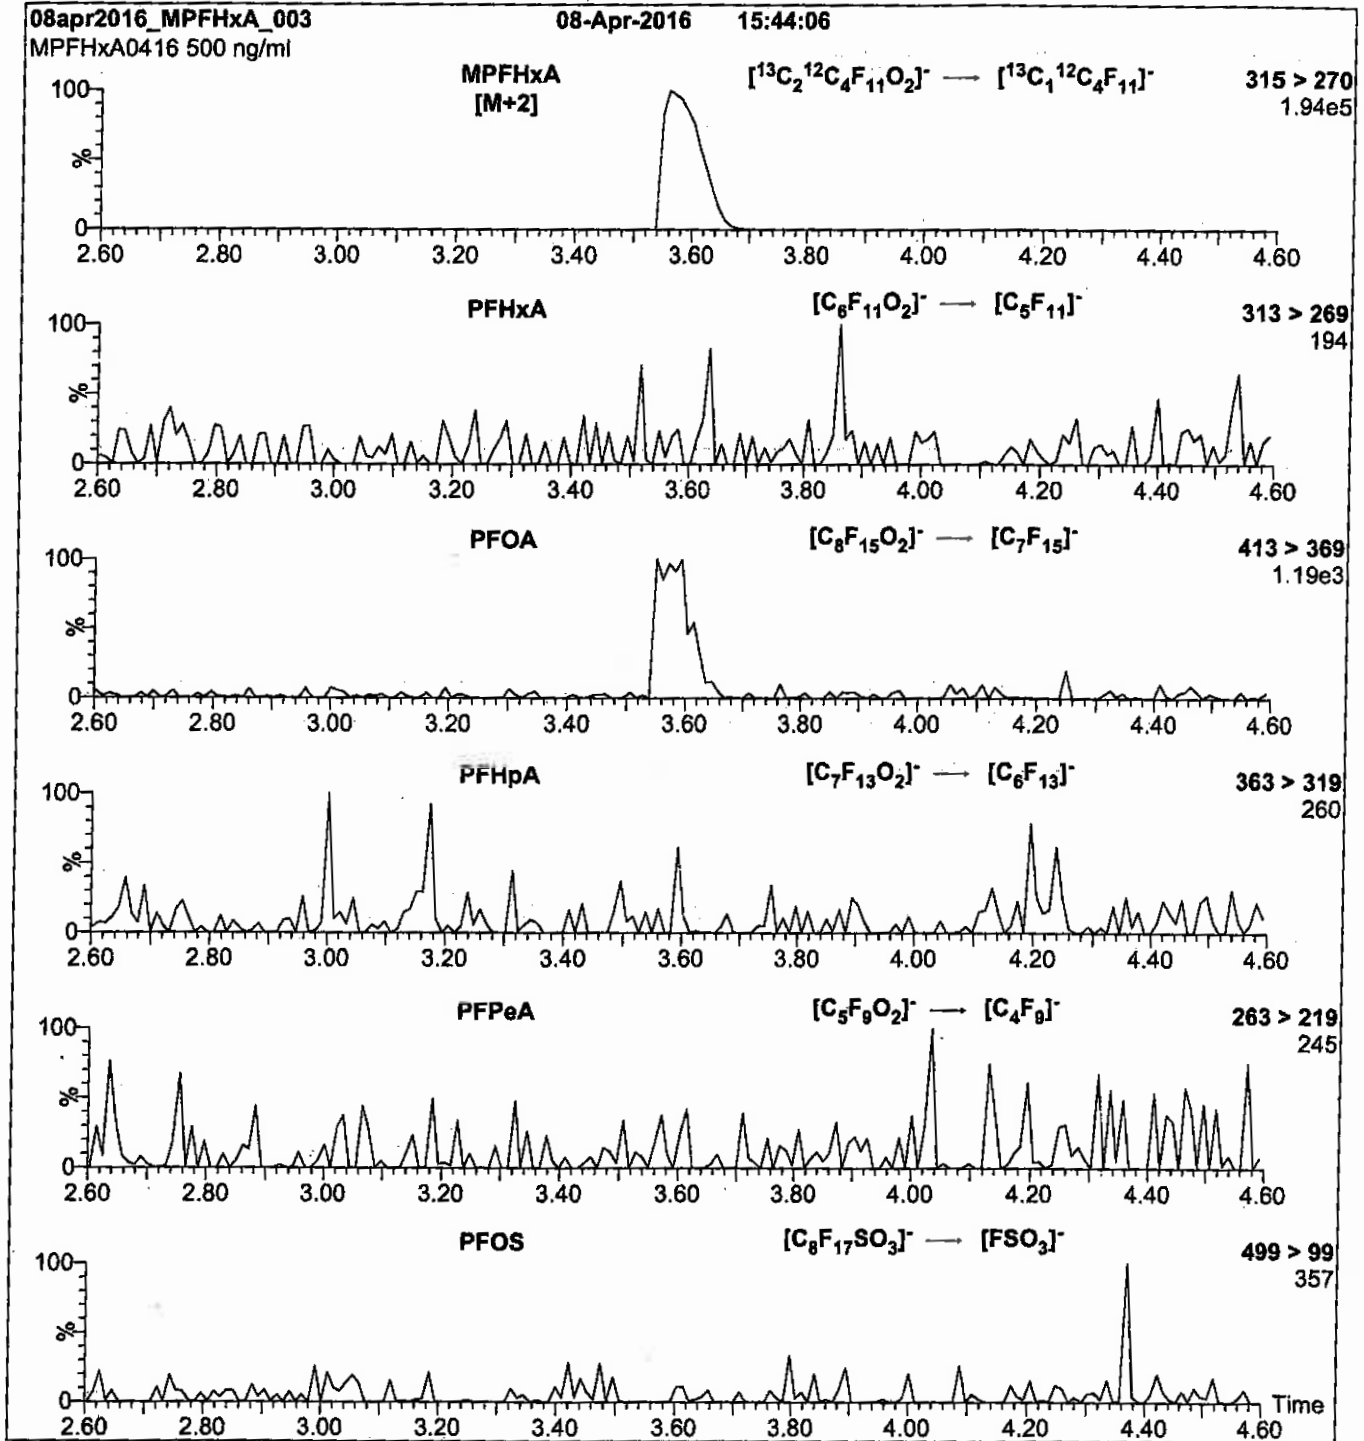 08apr2016_MPFHxA_003 08-Apr-2016 15:44:06
MPFHxA0416 500 ng/ml
MPFHxA [¹³C₂¹²C₄F₁₁O₂]⁻ → [¹³C₁¹²C₄F₁₁]⁻ 315 > 270
[M+2] 1.94e5
100
%
0
2.60 2.80 3.00 3.20 3.40 3.60 3.80 4.00 4.20 4.40 4.60
PFHxA [C₆F₁₁O₂]⁻ → [C₅F₁₁]⁻ 313 > 269
194
100
%
0
2.60 2.80 3.00 3.20 3.40 3.60 3.80 4.00 4.20 4.40 4.60
PFOA [C₈F₁₅O₂]⁻ → [C₇F₁₅]⁻ 413 > 369
1.19e3
100
%
0
2.60 2.80 3.00 3.20 3.40 3.60 3.80 4.00 4.20 4.40 4.60
PFHpA [C₇F₁₃O₂]⁻ → [C₆F₁₃]⁻ 363 > 319
260
100
%
0
2.60 2.80 3.00 3.20 3.40 3.60 3.80 4.00 4.20 4.40 4.60
PFPeA [C₅F₉O₂]⁻ → [C₄F₉]⁻ 263 > 219
245
100
%
0
2.60 2.80 3.00 3.20 3.40 3.60 3.80 4.00 4.20 4.40 4.60
PFOS [C₈F₁₇SO₃]⁻ → [FSO₃]⁻ 499 > 99
357
100
%
0
Time
2.60 2.80 3.00 3.20 3.40 3.60 3.80 4.00 4.20 4.40 4.60